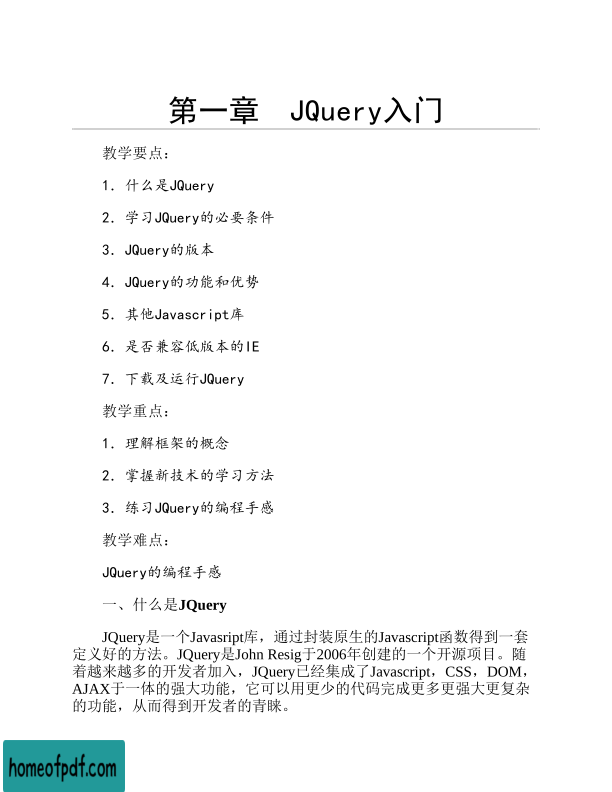 第一章　JQuery入门
教学要点：
1．什么是JQuery
2．学习JQuery的必要条件
3．JQuery的版本
4．JQuery的功能和优势
5．其他Javascript库
6．是否兼容低版本的IE
7．下载及运行JQuery
教学重点：
1．理解框架的概念
2．掌握新技术的学习方法
3．练习JQuery的编程手感
教学难点：
JQuery的编程手感
一、什么是JQuery
JQuery是一个Javasript库，通过封装原生的Javascript函数得到一套
定义好的方法。JQuery是John Resig于2006年创建的一个开源项目。随
着越来越多的开发者加入，JQuery已经集成了Javascript，CSS，DOM，
AJAX于一体的强大功能，它可以用更少的代码完成更多更强大更复杂
的功能，从而得到开发者的青睐。
homeofpdf.com